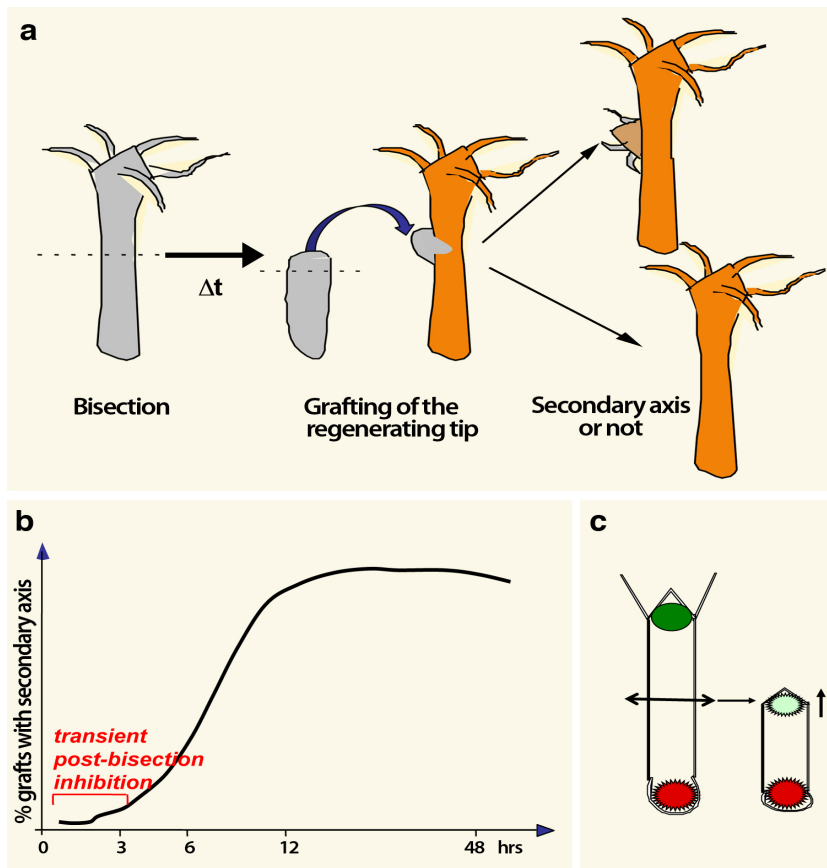 a
Δt
Bisection
Grafting of the
regenerating tip
Secondary axis
or not
b
% grafts with secondary axis
transient
post-bisection
inhibition
0 3 6 12 48 hrs
c